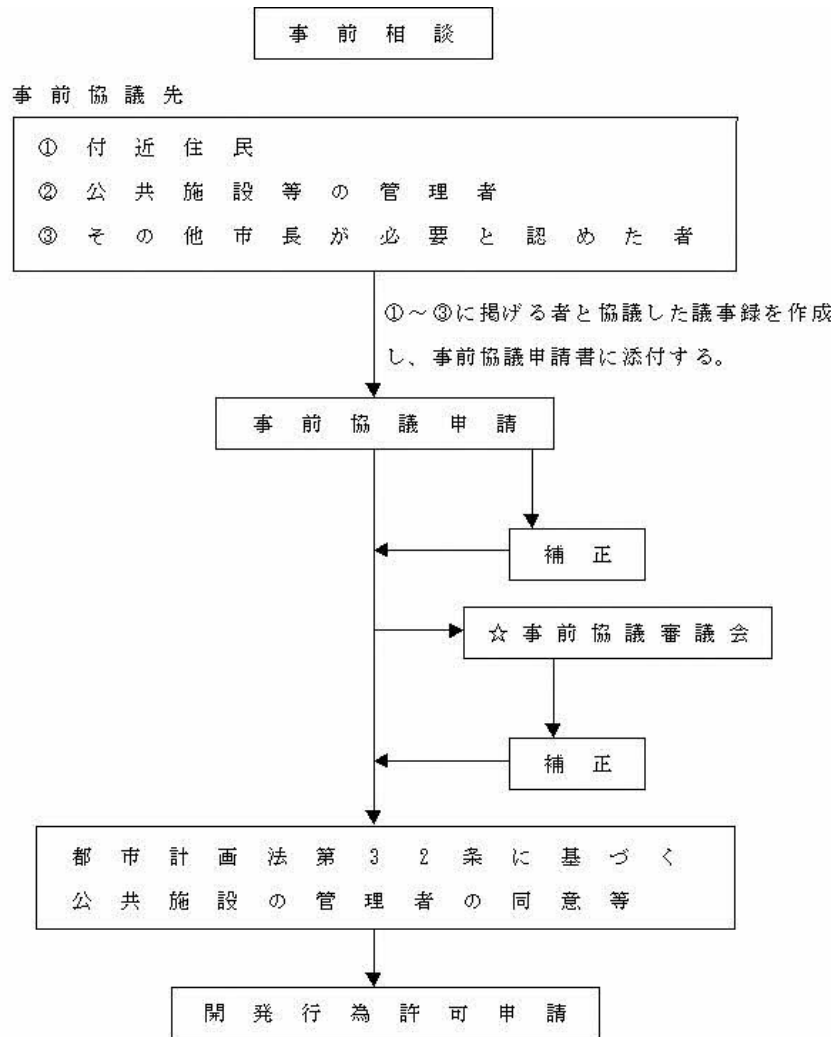 事前相談
事前協議先
① 付近住民
② 公共施設等の管理者
③ その他市長が必要と認めた者
①～③に掲げる者と協議した議事録を作成
し、事前協議申請書に添付する。
事前協議申請
補正
☆事前協議審議会
補正
都市計画法第32条に基づく
公共施設の管理者の同意等
開発行為許可申請